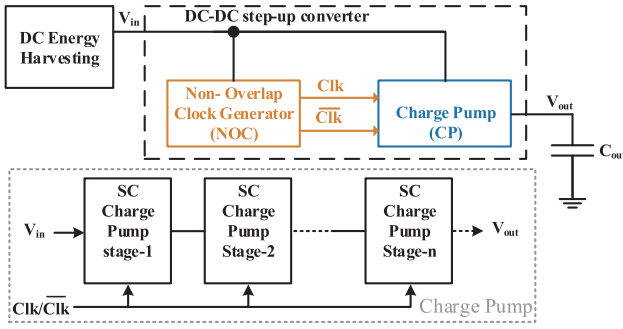 DC Energy
Harvesting
Vin
DC-DC step-up converter
Non- Overlap
Clock Generator
(NOC)
Clk
C̅l̅k̅
Charge Pump
(CP)
Vout
Cou
SC
Charge
Pump
stage-1
SC
Charge
Pump
Stage-2
SC
Charge
Pump
Stage-n
Vin
Vout
Clk/C̅l̅k̅
Charge Pump